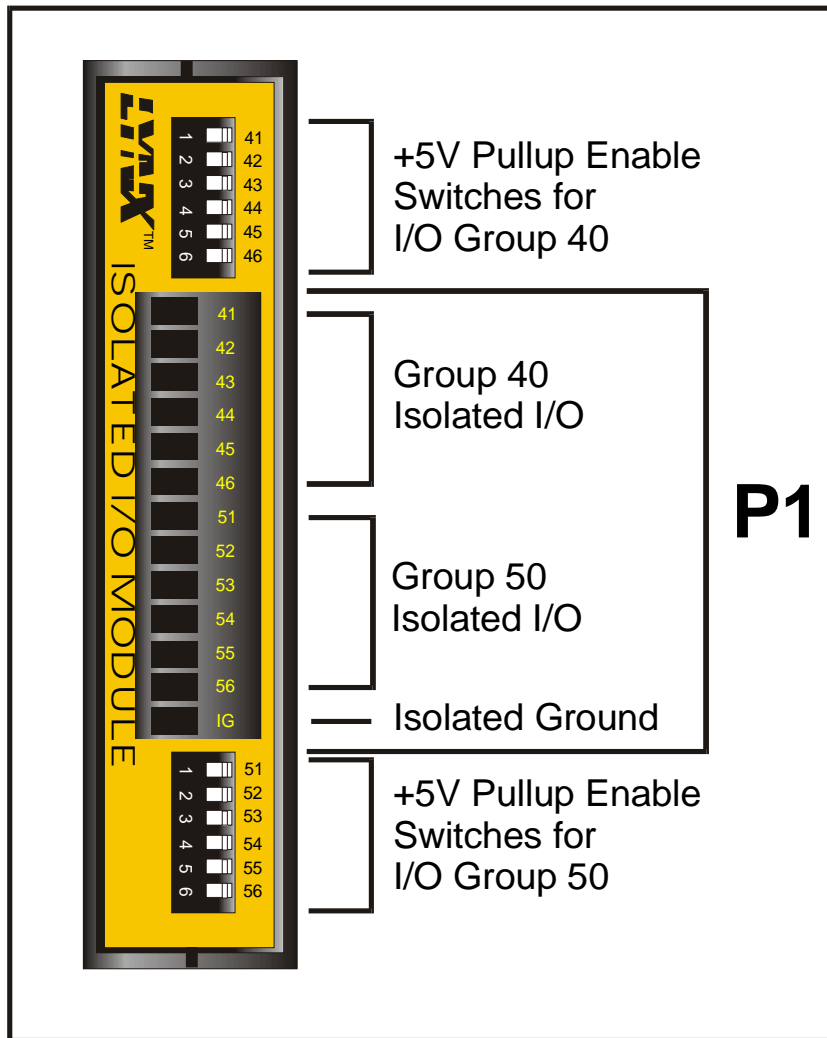 LYNX™
ISOLATED I/O MODULE
1 41
2 42
3 43
4 44
5 45
6 46
+5V Pullup Enable
Switches for
I/O Group 40
41
42
43
44
45
46
51
52
53
54
55
56
IG
Group 40
Isolated I/O
Group 50
Isolated I/O
Isolated Ground
P1
1 51
2 52
3 53
4 54
5 55
6 56
+5V Pullup Enable
Switches for
I/O Group 50